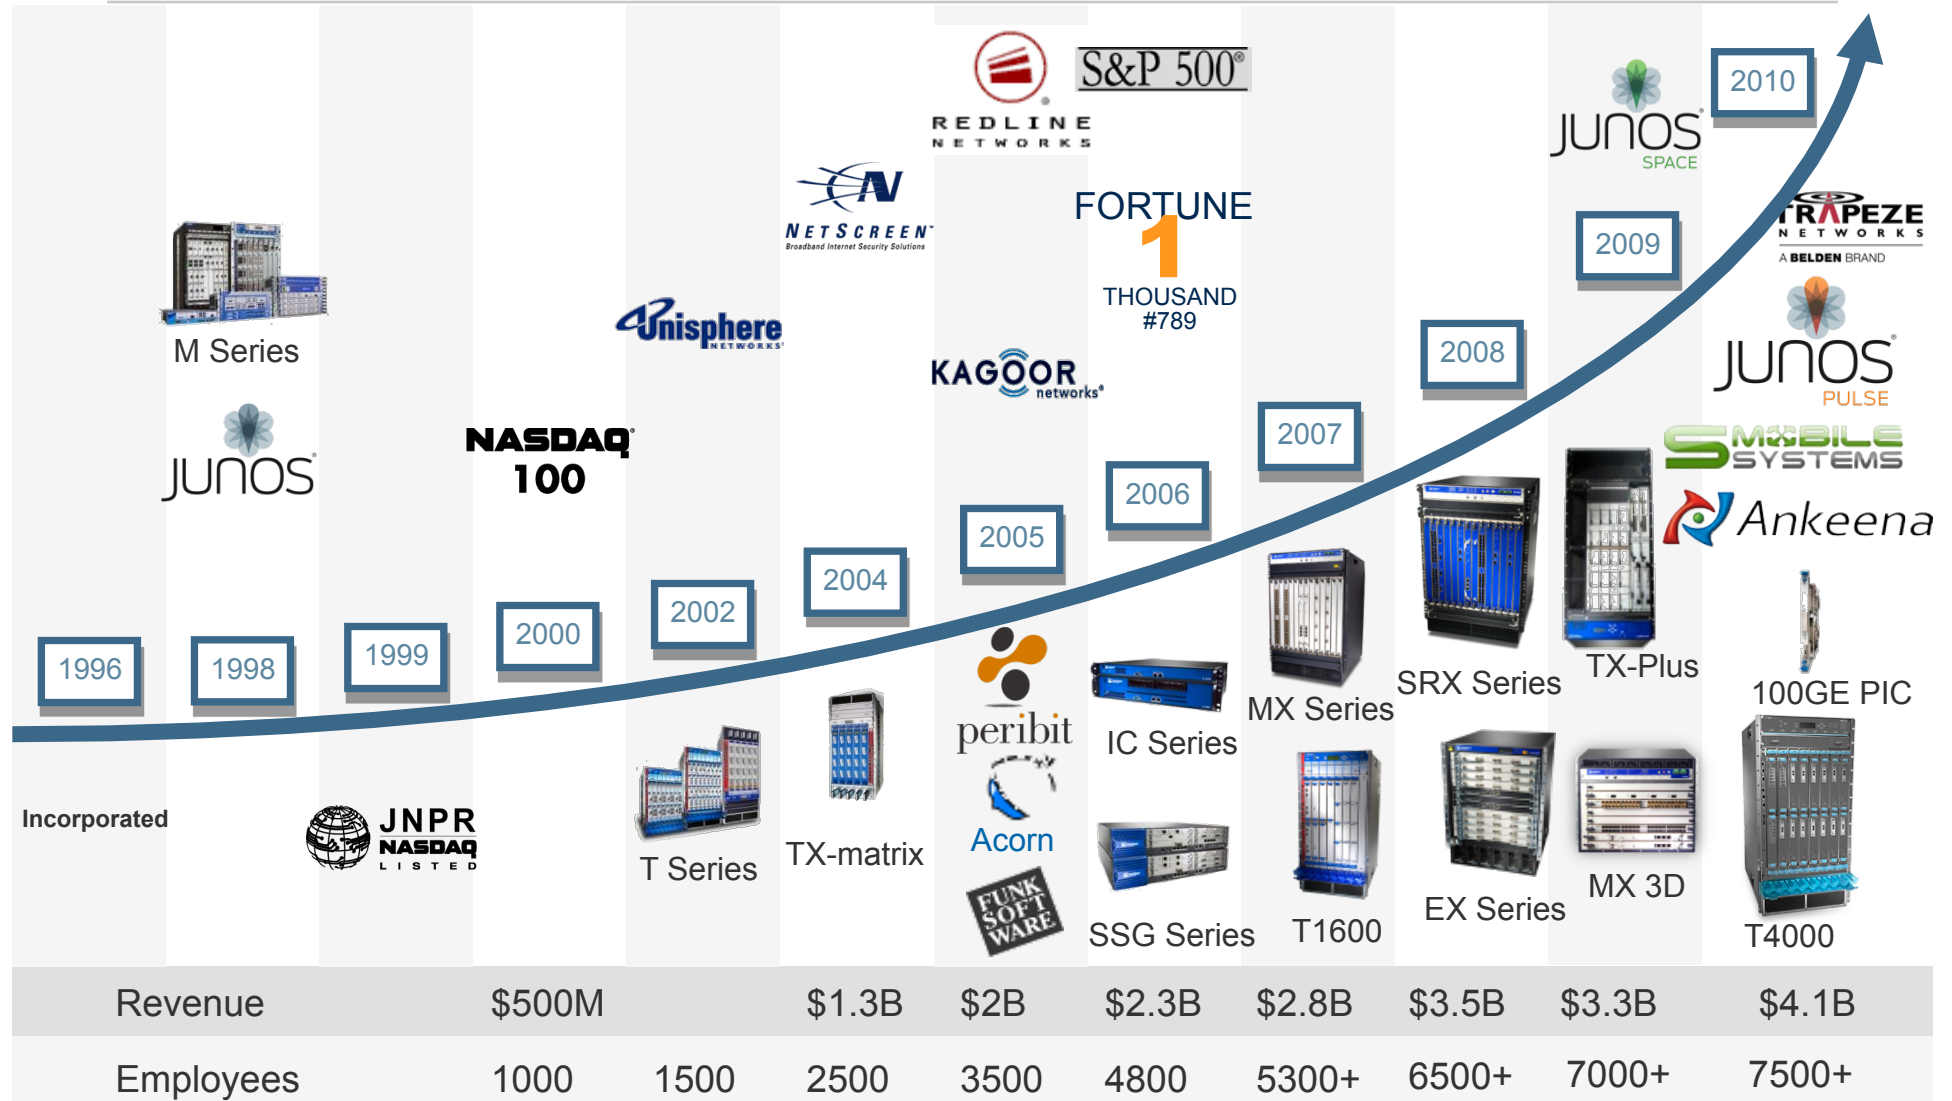 1996
Incorporated
1998
M Series
JUNOS
1999
JNPR
NASDAQ
LISTED
2000
NASDAQ
100
2002
Unisphere
NETWORKS
T Series
2004
NETSCREEN
Broadband Internet Security Solutions
TX-matrix
2005
REDLINE
NETWORKS
KAGOOR
networks
peribit
Acorn
FUNK
SOFT
WARE
2006
S&P 500®
FORTUNE
1
THOUSAND
#789
IC Series
SSG Series
2007
MX Series
T1600
2008
SRX Series
EX Series
2009
JUNOS
SPACE
TX-Plus
MX 3D
2010
TRAPEZE
NETWORKS
A BELDEN BRAND
JUNOS
PULSE
SMOBILE
SYSTEMS
Ankeena
100GE PIC
T4000
Revenue $500M $1.3B $2B $2.3B $2.8B $3.5B $3.3B $4.1B
Employees 1000 1500 2500 3500 4800 5300+ 6500+ 7000+ 7500+